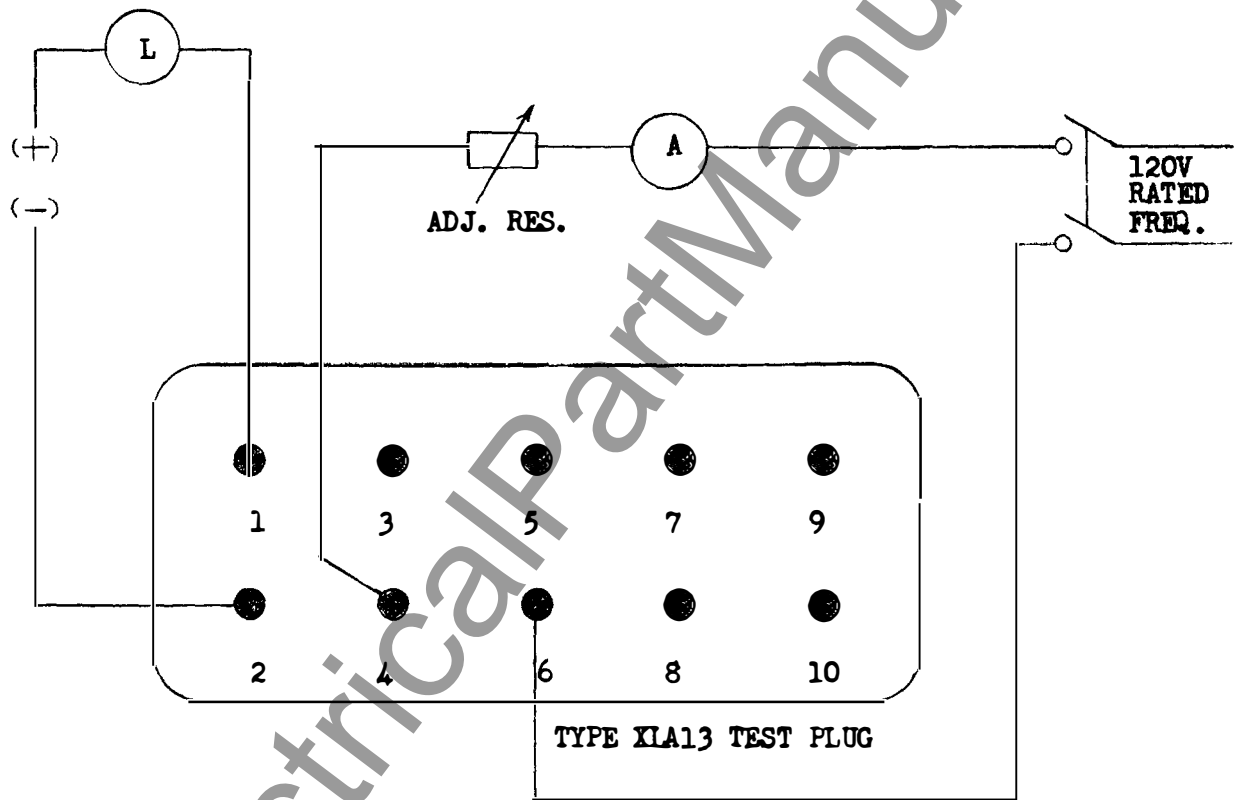 L
(+)
(-)
A
ADJ. RES.
120V
RATED
FREQ.
1 3 5 7 9
2 4 6 8 10
TYPE XLA13 TEST PLUG
ctricalPartManu